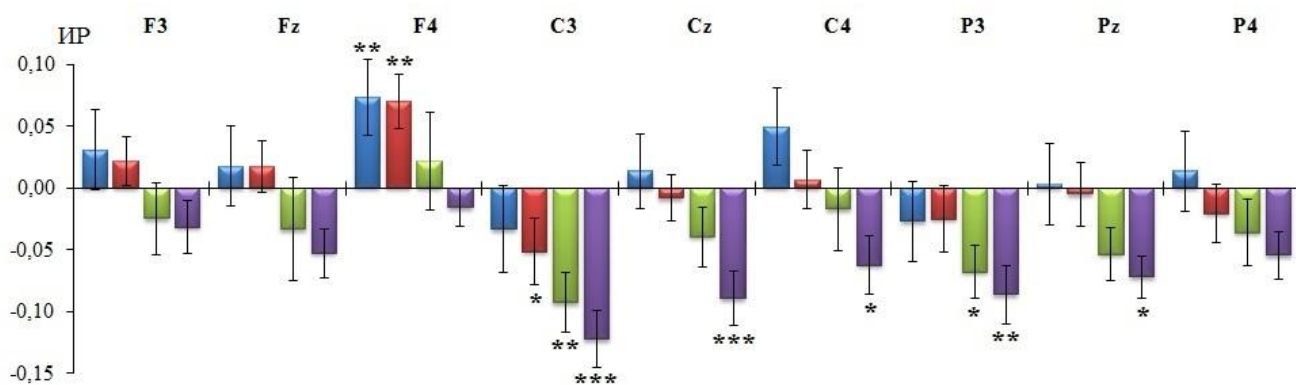 F3 Fz F4 C3 Cz C4 P3 Pz P4
ИР
** **
0,10
0,05
0,00
-0,05
* * * *
** ** ***
-0,10
***
-0,15